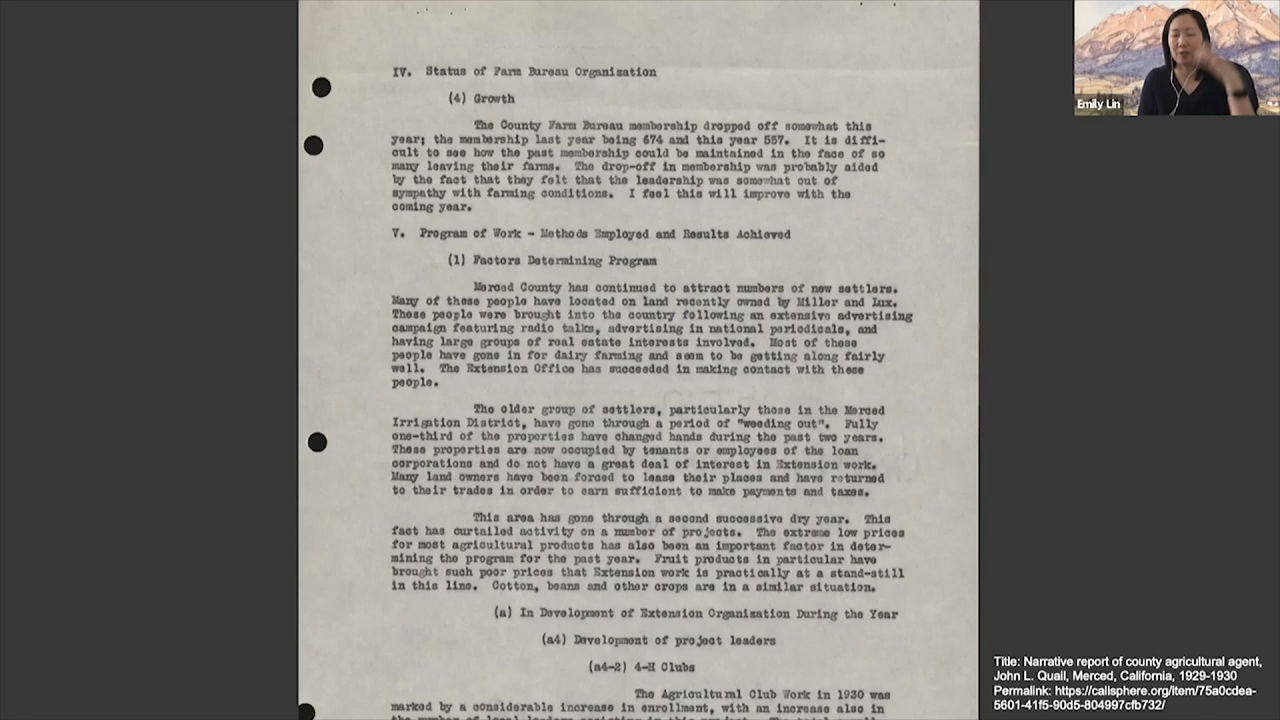 IV. Status of Farm Bureau Organization
(4) Growth
The County Farm Bureau membership dropped off somewhat this
year; the membership last year being 674 and this year 557. It is diffi-
cult to see how the past membership could be maintained in the face of so
many leaving their farms. The drop-off in membership was probably aided
by the fact that they felt that the leadership was somewhat out of
sympathy with farming conditions. I feel this will improve with the
coming year.
V. Program of Work - Methods Employed and Results Achieved
(1) Factors Determining Program
Merced County has continued to attract numbers of new settlers.
Many of these people have located on land recently owned by Miller and Lux.
These people were brought into the country following an extensive advertising
campaign featuring radio talks, advertising in national periodicals, and
having large groups of real estate interests involved. Most of these
people have gone in for dairy farming and seem to be getting along fairly
well. The Extension Office has succeeded in making contact with these
people.
The older group of settlers, particularly those in the Merced
Irrigation District, have gone through a period of "weeding out". Fully
one-third of the properties have changed hands during the past two years.
These properties are now occupied by tenants or employees of the loan
corporations and do not have a great deal of interest in Extension work.
Many land owners have been forced to lease their places and have returned
to their trades in order to earn sufficient to make payments and taxes.
This area has gone through a second successive dry year. This
fact has curtailed activity on a number of projects. The extreme low prices
for most agricultural products has also been an important factor in deter-
mining the program for the past year. Fruit products in particular have
brought such poor prices that Extension work is practically at a stand-still
in this line. Cotton, beans and other crops are in a similar situation.
(a) In Development of Extension Organization During the Year
(a4) Development of project leaders
(a4-2) 4-H Clubs
The Agricultural Club Work in 1930 was
marked by a considerable increase in enrollment, with an increase also in
Emily Lin
Title: Narrative report of county agricultural agent,
John L. Quail, Merced, California, 1929-1930
Permalink: https://calisphere.org/item/75a0cdea-
5601-41f5-90d5-804997cfb732/